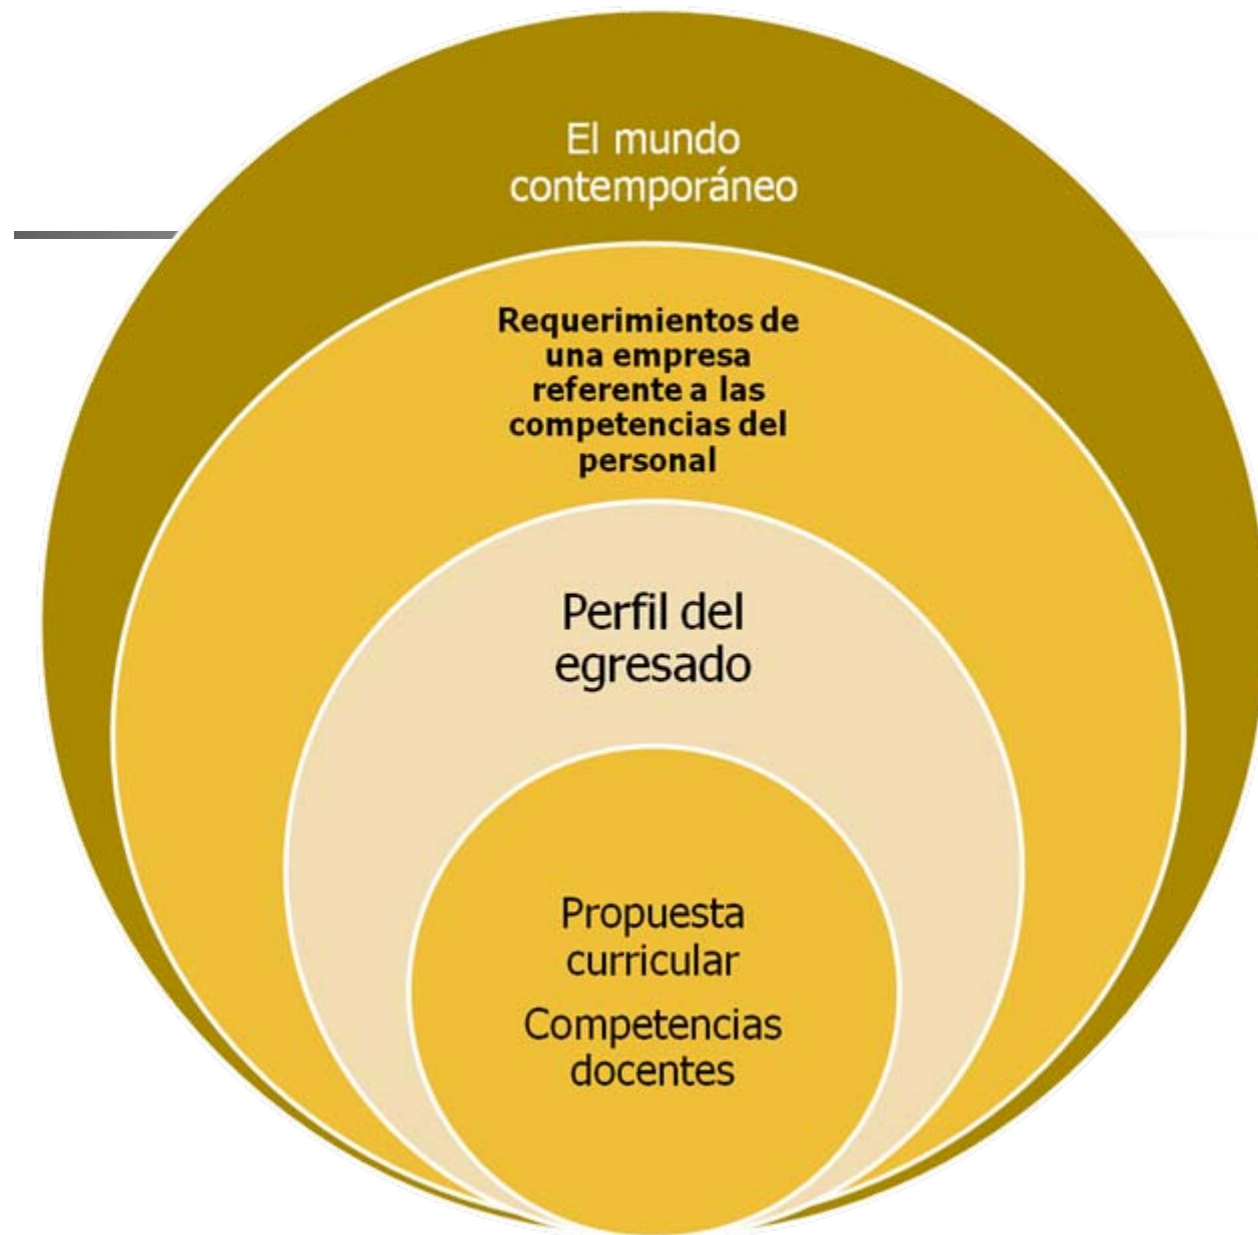 El mundo
contemporáneo
Requerimientos de
una empresa
referente a las
competencias del
personal
Perfil del
egresado
Propuesta
curricular
Competencias
docentes